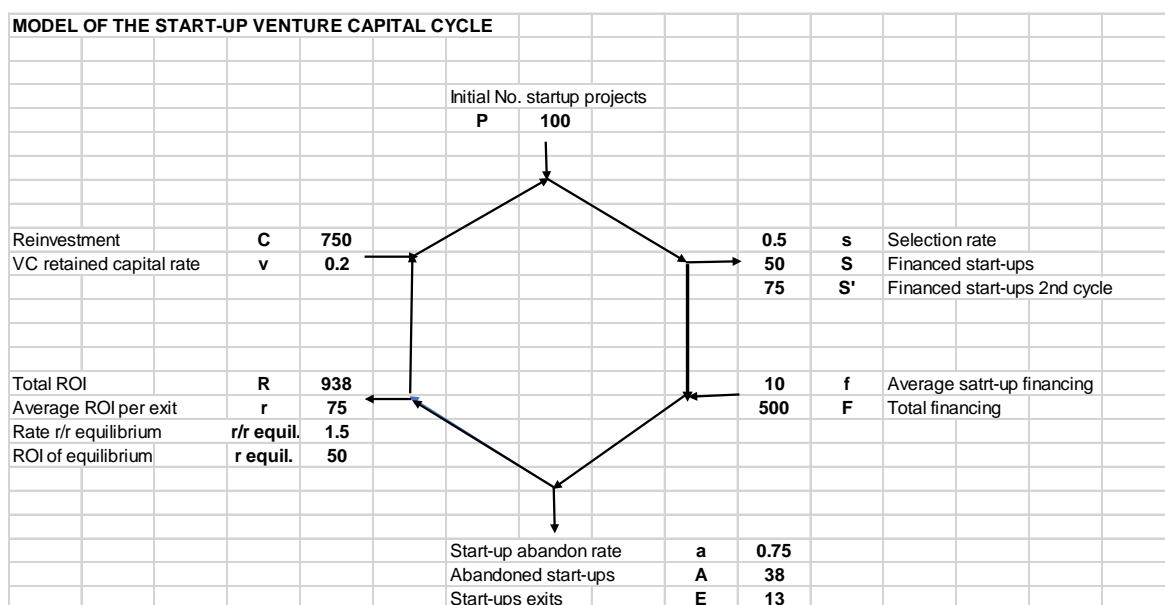 MODEL OF THE START-UP VENTURE CAPITAL CYCLE
Initial No. startup projects
P 100
Reinvestment C 750
VC retained capital rate v 0.2
0.5 s Selection rate
50 S Financed start-ups
75 S' Financed start-ups 2nd cycle
Total ROI R 938
Average ROI per exit r 75
Rate r/r equilibrium r/r equil. 1.5
ROI of equilibrium r equil. 50
10 f Average satrt-up financing
500 F Total financing
Start-up abandon rate a 0.75
Abandoned start-ups A 38
Start-ups exits E 13